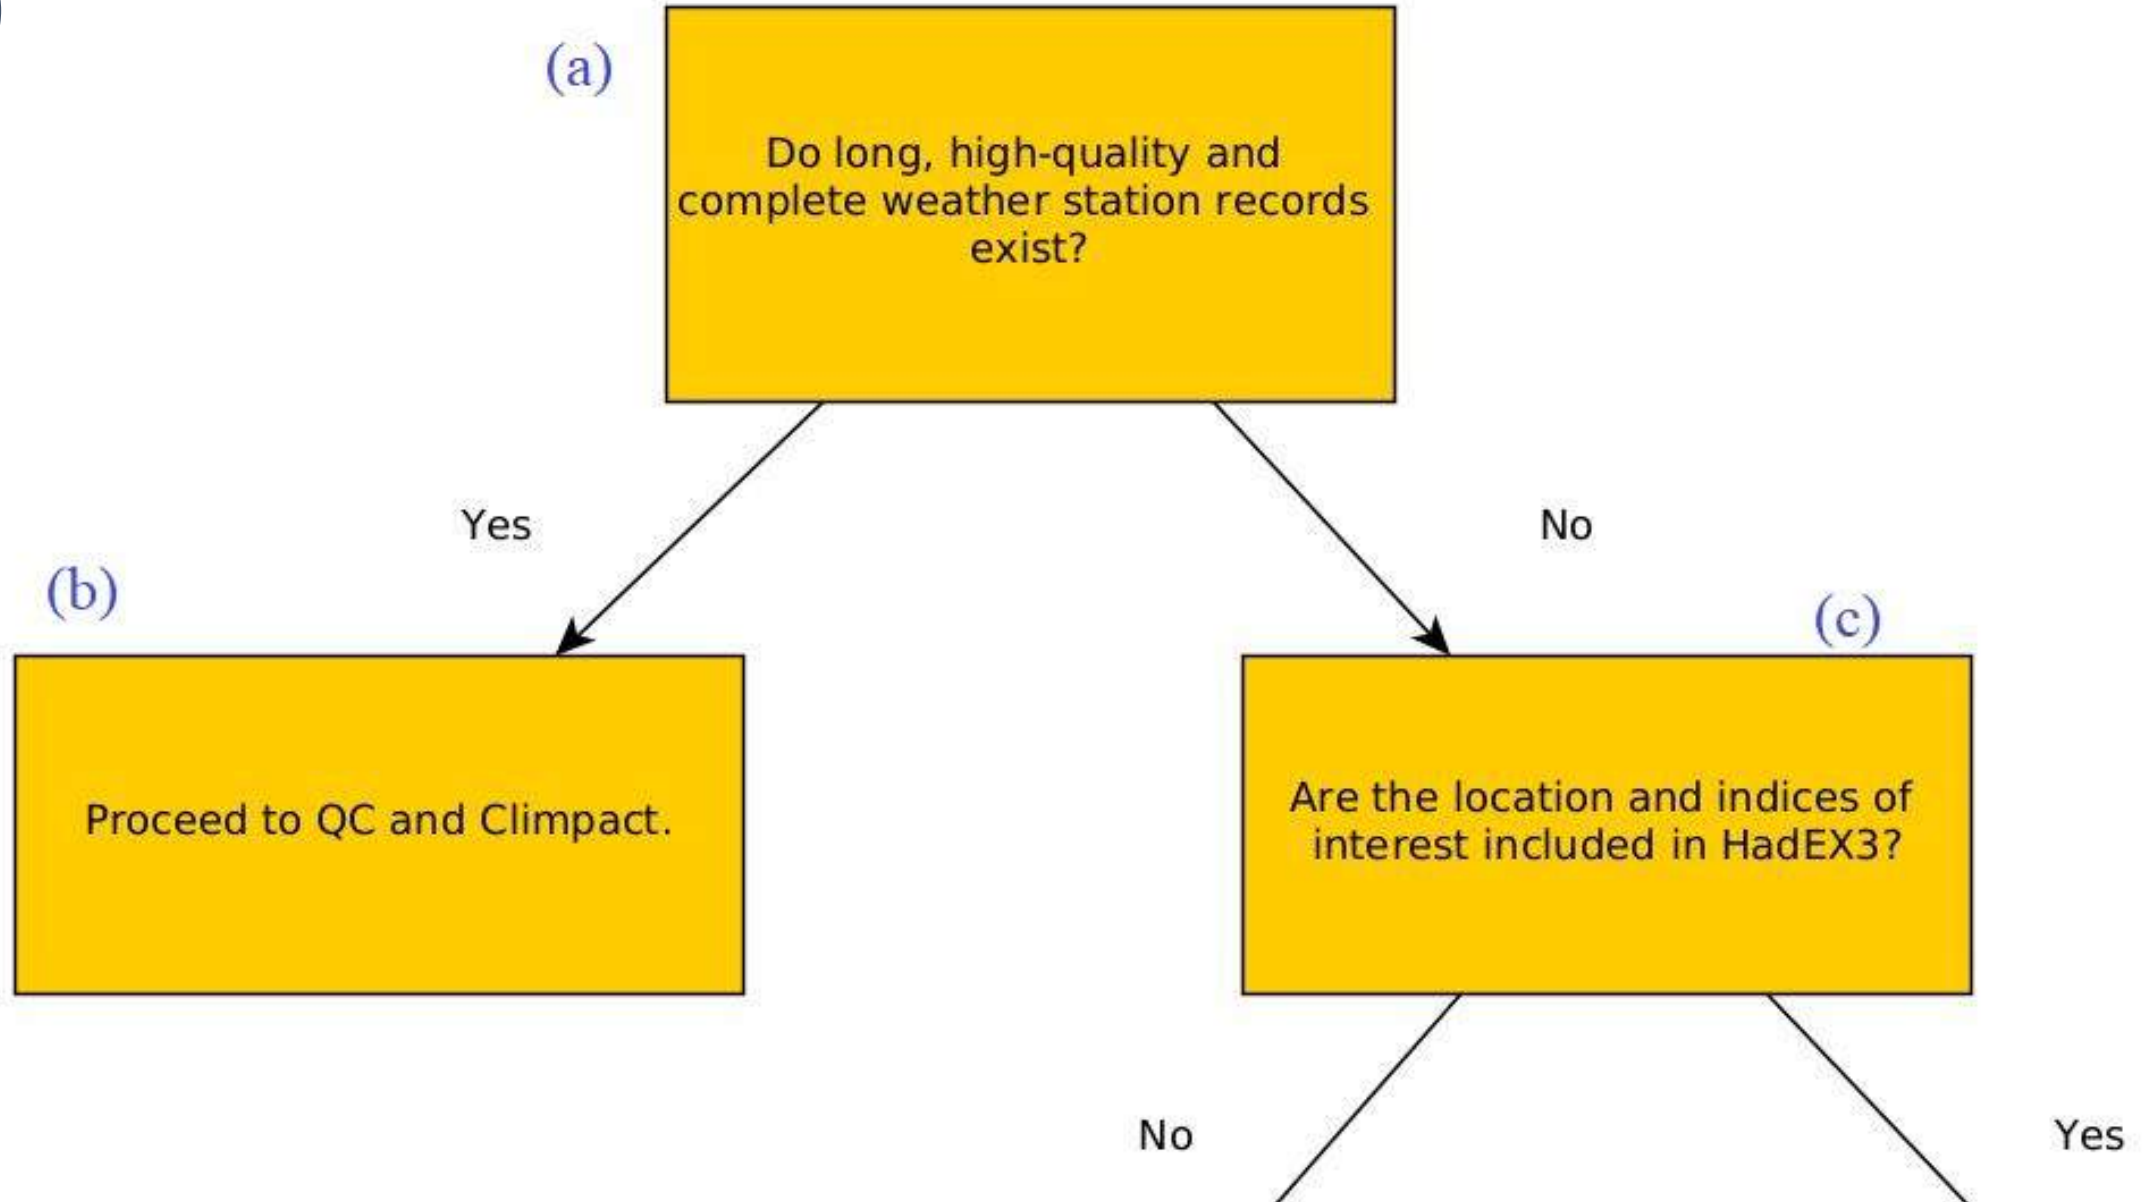 (a)
Do long, high-quality and
complete weather station records
exist?
Yes
No
(b)
(c)
Proceed to QC and Climpact.
Are the location and indices of
interest included in HadEX3?
No
Yes